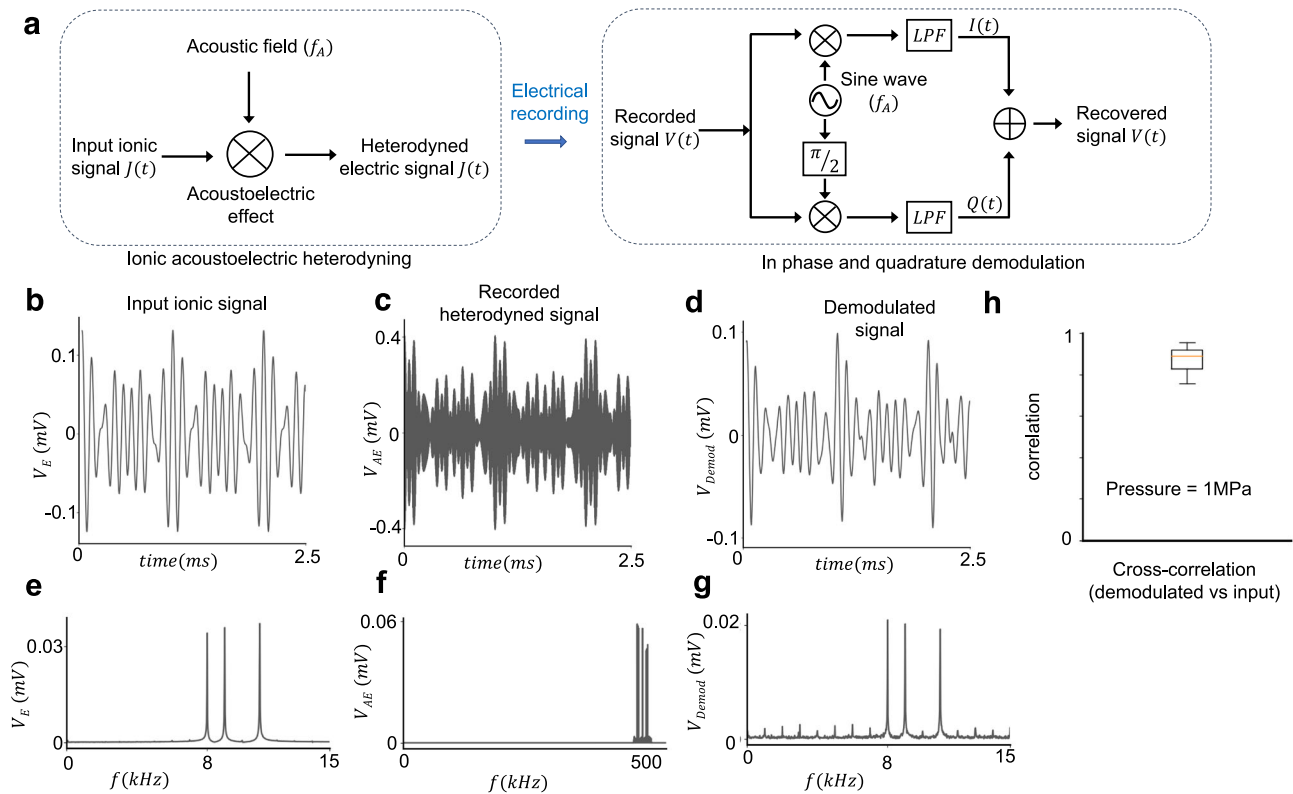 a
Acoustic field (f_A)
Input ionic
signal J(t)
Acoustoelectric
effect
Heterodyned
electric signal J(t)
Ionic acoustoelectric heterodyning
Electrical
recording
Recorded
signal V(t)
Sine wave
(f_A)
π/2
LPF
I(t)
LPF
Q(t)
Recovered
signal V(t)
In phase and quadrature demodulation
b
Input ionic signal
V_E (mV)
0.1
0
-0.1
0
2.5
time(ms)
c
Recorded
heterodyned signal
V_AE (mV)
0.4
0
-0.4
0
2.5
time(ms)
d
Demodulated
signal
V_Demod (mV)
0.1
0
-0.1
0
2.5
time(ms)
h
correlation
1
0
Pressure = 1MPa
Cross-correlation
(demodulated vs input)
e
V_E (mV)
0.03
0
0
8
15
f(kHz)
f
V_AE (mV)
0.06
0
0
500
f(kHz)
g
V_Demod (mV)
0.02
0
0
8
15
f(kHz)